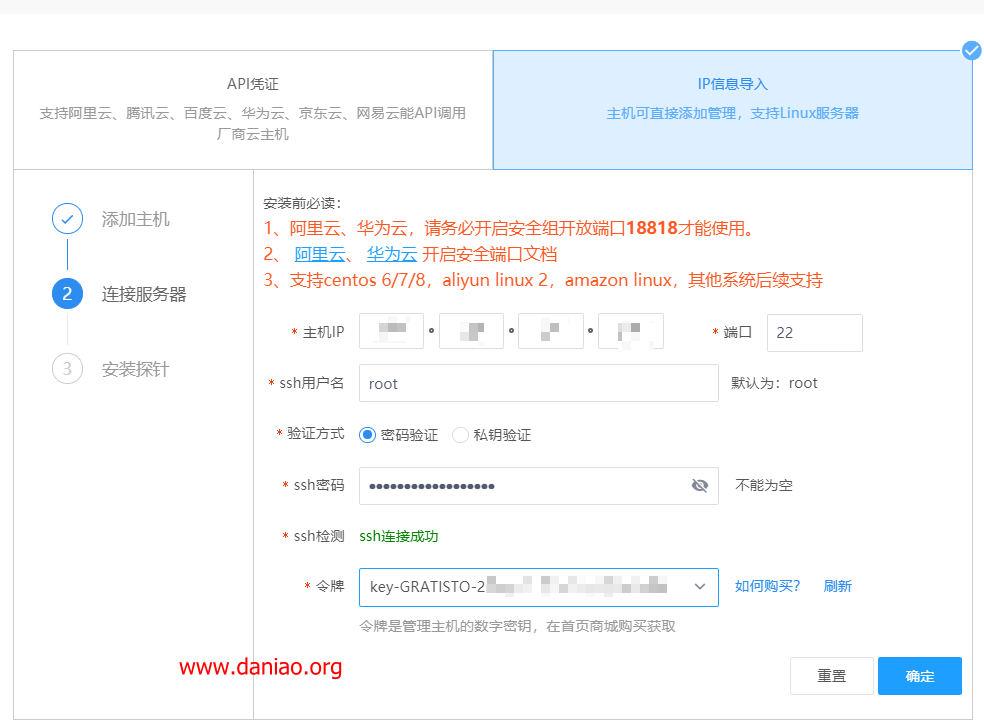 API凭证
支持阿里云、腾讯云、百度云、华为云、京东云、网易云能API调用
厂商云主机
IP信息导入
主机可直接添加管理，支持Linux服务器
添加主机
2 连接服务器
3 安装探针
安装前必读：
1、阿里云、华为云，请务必开启安全组开放端口18818才能使用。
2、 阿里云、 华为云 开启安全端口文档
3、支持centos 6/7/8，aliyun linux 2，amazon linux，其他系统后续支持
* 主机IP
* 端口 22
* ssh用户名 root 默认为：root
* 验证方式 密码验证 私钥验证
* ssh密码 •••••••••••••••••• 不能为空
* ssh检测 ssh连接成功
* 令牌 key-GRATISTO-2 如何购买? 刷新
令牌是管理主机的数字密钥，在首页商城购买获取
www.daniao.org
重置 确定